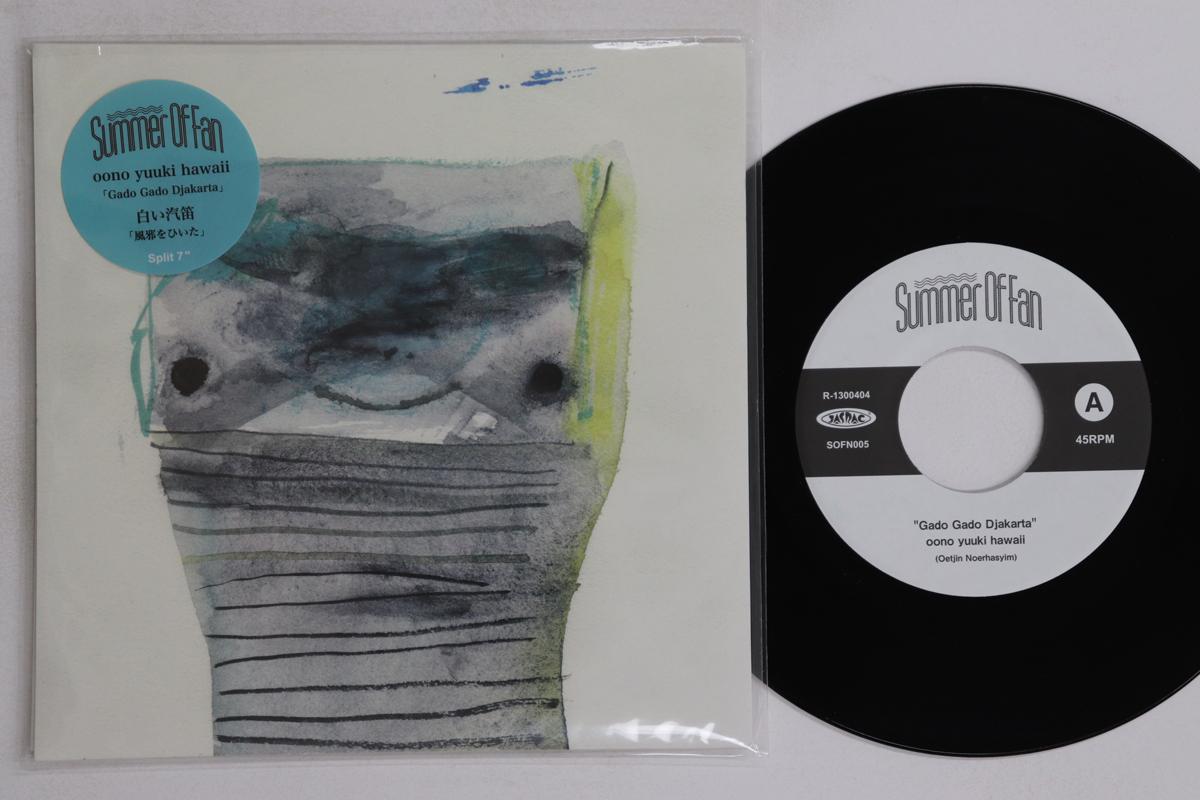 Summer Of Fan
oono yuuki hawaii
「Gado Gado Djakarta」
白い汽笛
「風邪をひいた」
Split 7"
Summer Of Fan
R-1300404
JASRAC
SOFN005
A
45RPM
"Gado Gado Djakarta"
oono yuuki hawaii
(Oetjin Noerhasyim)